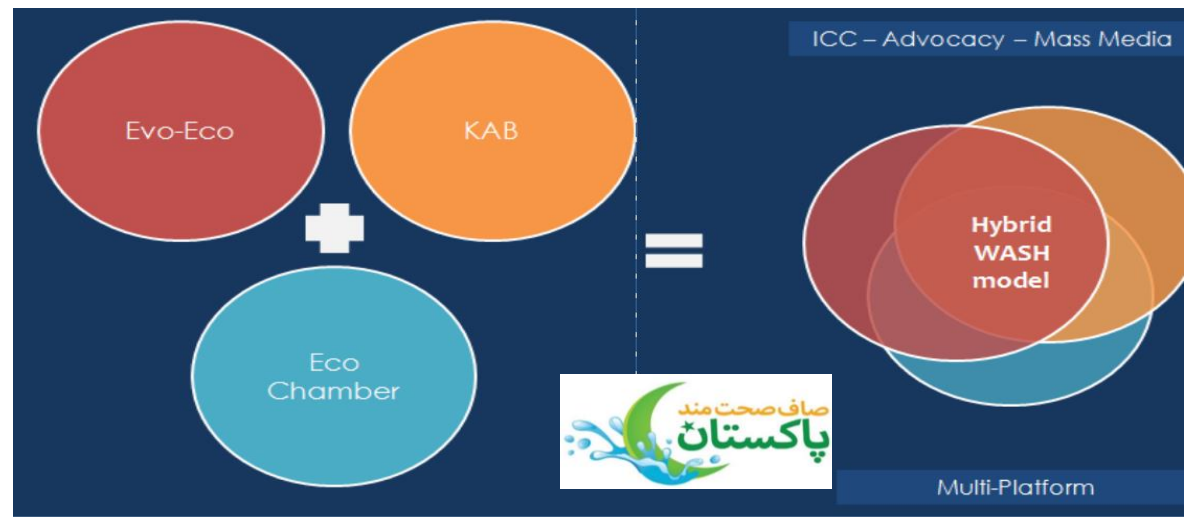 ICC – Advocacy – Mass Media
Evo-Eco
KAB
Hybrid
WASH
model
Eco
Chamber
صاف صحت مند
پاکستان
Multi-Platform